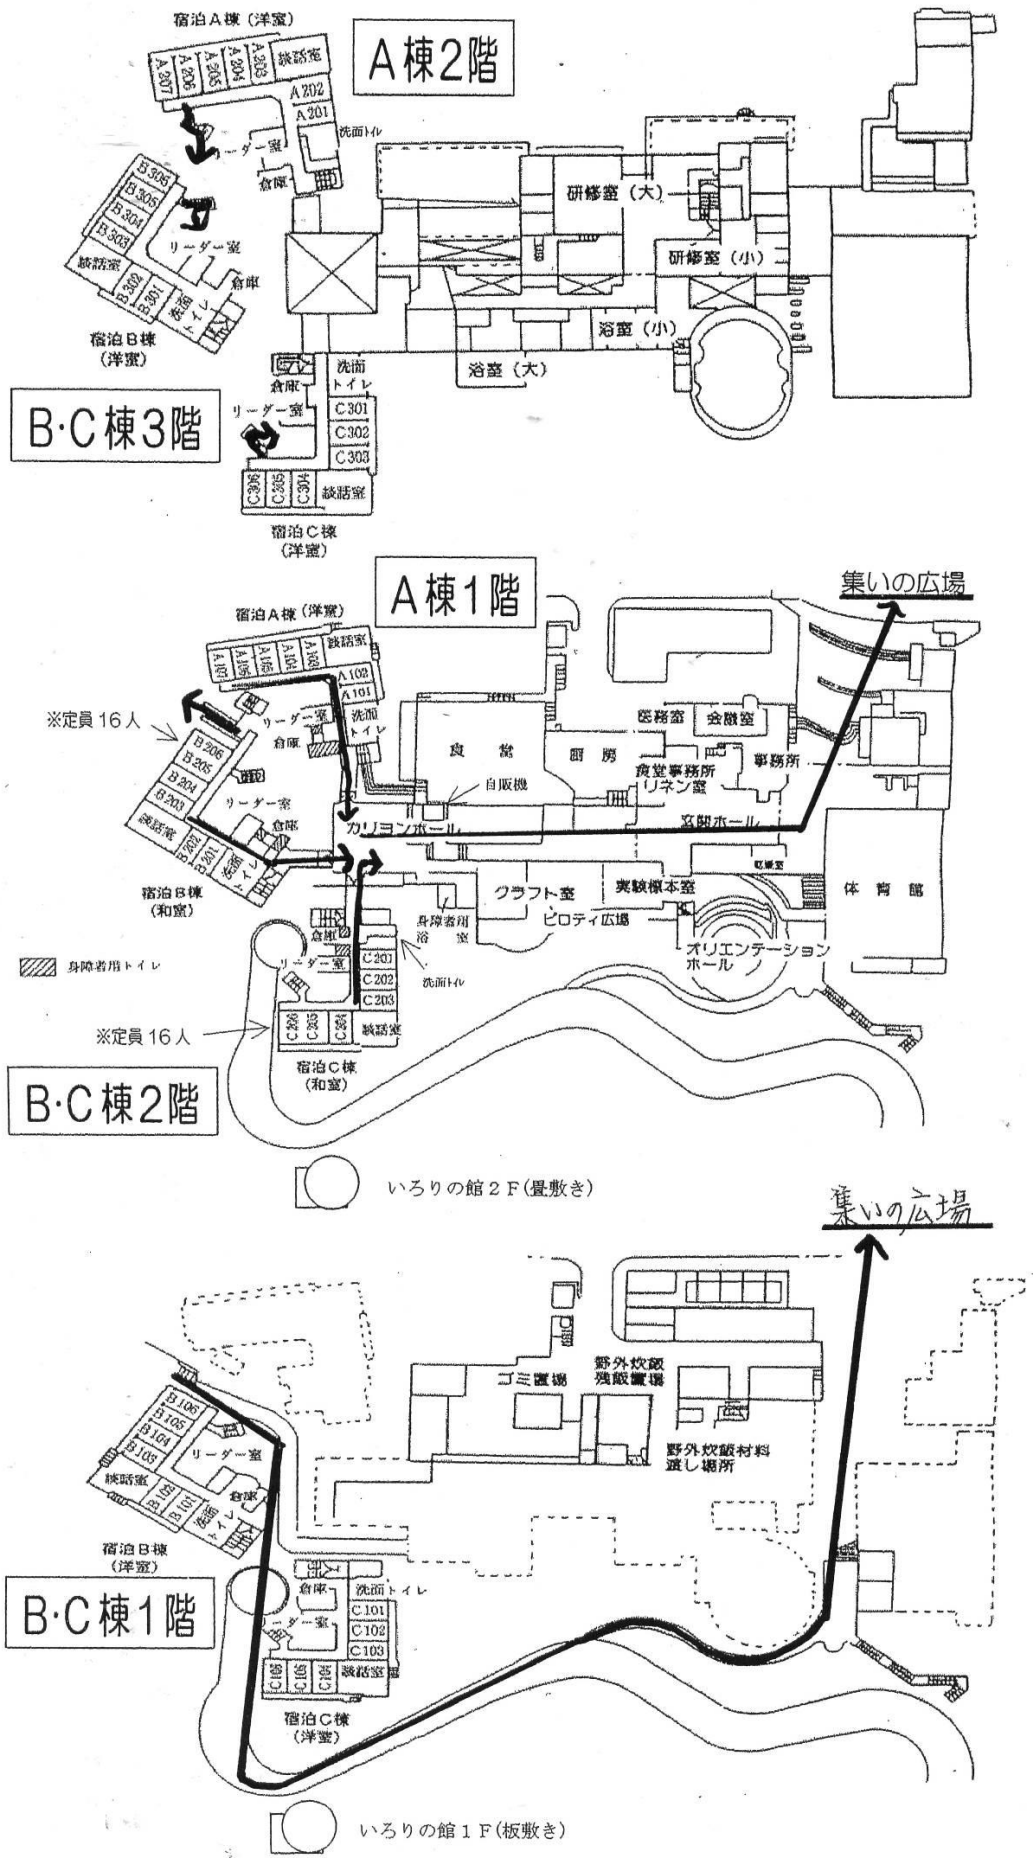 宿泊A棟(洋室)
A棟2階
A207
A206
A205
A204
A203
談話室
A202
A201
洗面トイレ
リーダー室
倉庫
B306
B305
B304
B303
談話室
B302
B301
洗面
トイレ
リーダー室
倉庫
宿泊B棟
(洋室)
研修室(大)
研修室(小)
浴室(小)
浴室(大)
B·C棟3階
洗面
トイレ
倉庫
リーダー室
C301
C302
C303
C306
C305
C304
談話室
宿泊C棟
(洋室)
A棟1階
集いの広場
宿泊A棟(洋室)
A107
A106
A105
A104
A103
談話室
A102
A101
洗面
トイレ
リーダー室
倉庫
※定員16人
B206
B205
B204
B203
談話室
B202
B201
洗面
トイレ
リーダー室
倉庫
宿泊B棟
(和室)
食堂
厨房
医務室
会議室
事務所
食堂事務所
リネン室
自販機
カリヨンホール
玄関ホール
乾燥室
クラフト室
実験標本室
ピロティ広場
体育館
身障者用
浴室
オリエンテーション
ホール
倉庫
リーダー室
C201
C202
C203
洗面トイレ
身障者用トイレ
※定員16人
C206
C205
C204
談話室
宿泊C棟
(和室)
B·C棟2階
いろりの館2F(畳敷き)
集いの広場
ゴミ置場
野外炊飯
残飯置場
野外炊飯材料
渡し場所
B106
B105
B104
B103
談話室
B102
B101
洗面
トイレ
リーダー室
倉庫
宿泊B棟
(洋室)
B·C棟1階
倉庫
洗面トイレ
リーダー室
C101
C102
C103
C106
C105
C104
談話室
宿泊C棟
(洋室)
いろりの館1F(板敷き)